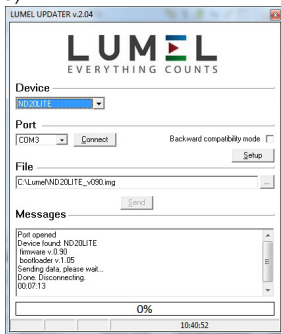 LUMEL UPDATER v.2.04
LUMEL
EVERYTHING COUNTS
Device
ND20LITE
Port
COM3 Connect Backward compatibility mode
Setup
File
C:\Lumel\ND20LITE_v090.img ...
Send
Messages
Port opened
Device found: ND20LITE
firmware v.0.90
bootloader v.1.05
Sending data, please wait...
Done. Disconnecting.
00:07:13
0%
10:40:52